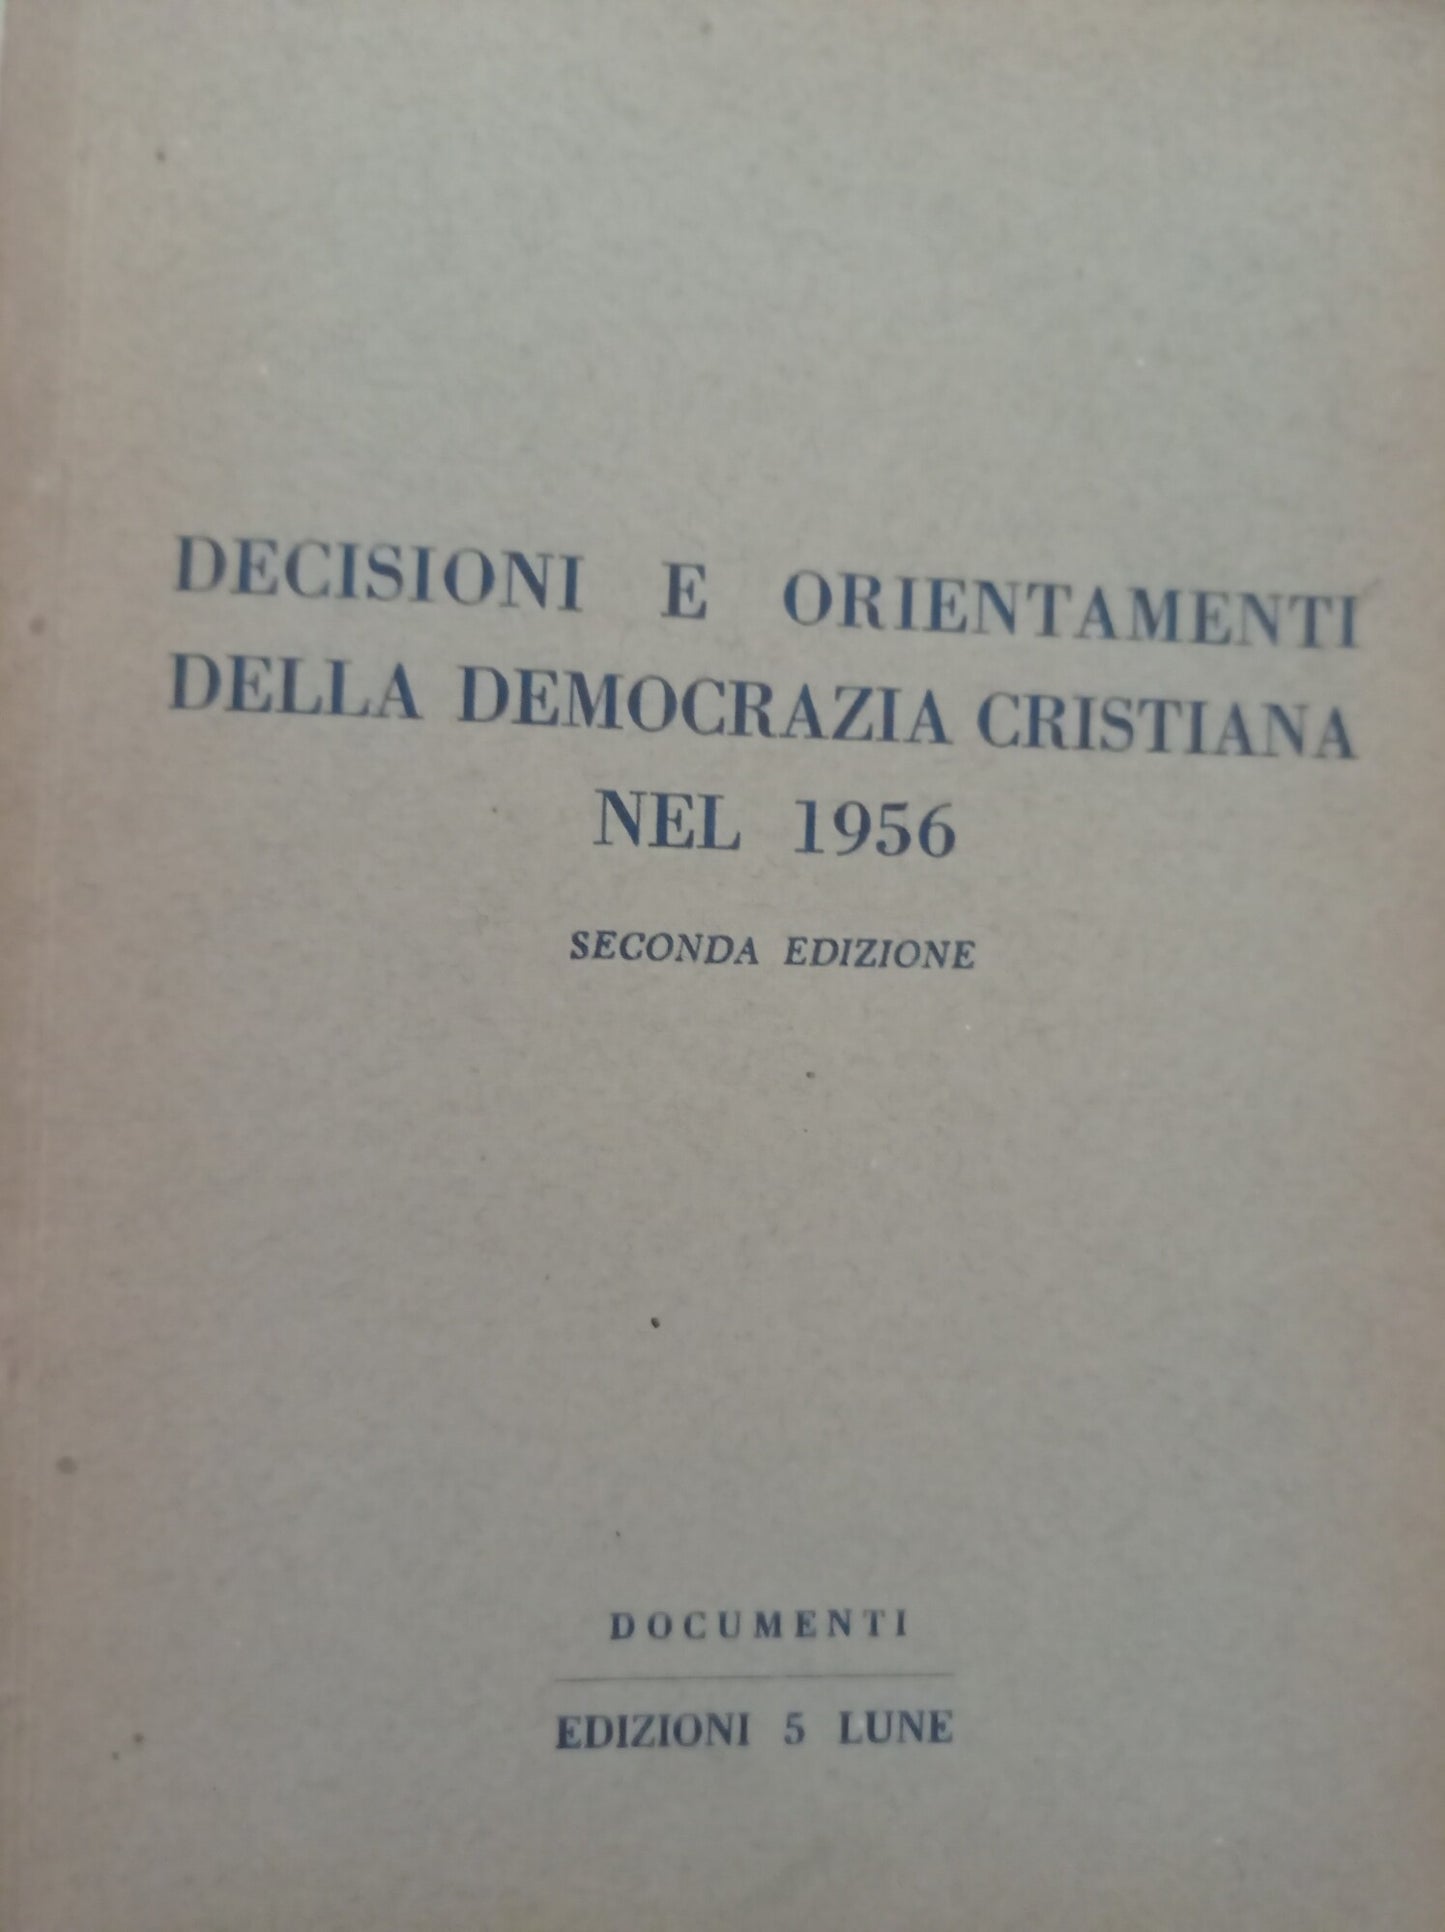 DECISIONI E ORIENTAMENTI
DELLA DEMOCRAZIA CRISTIANA
NEL 1956
SECONDA EDIZIONE
DOCUMENTI
EDIZIONI 5 LUNE